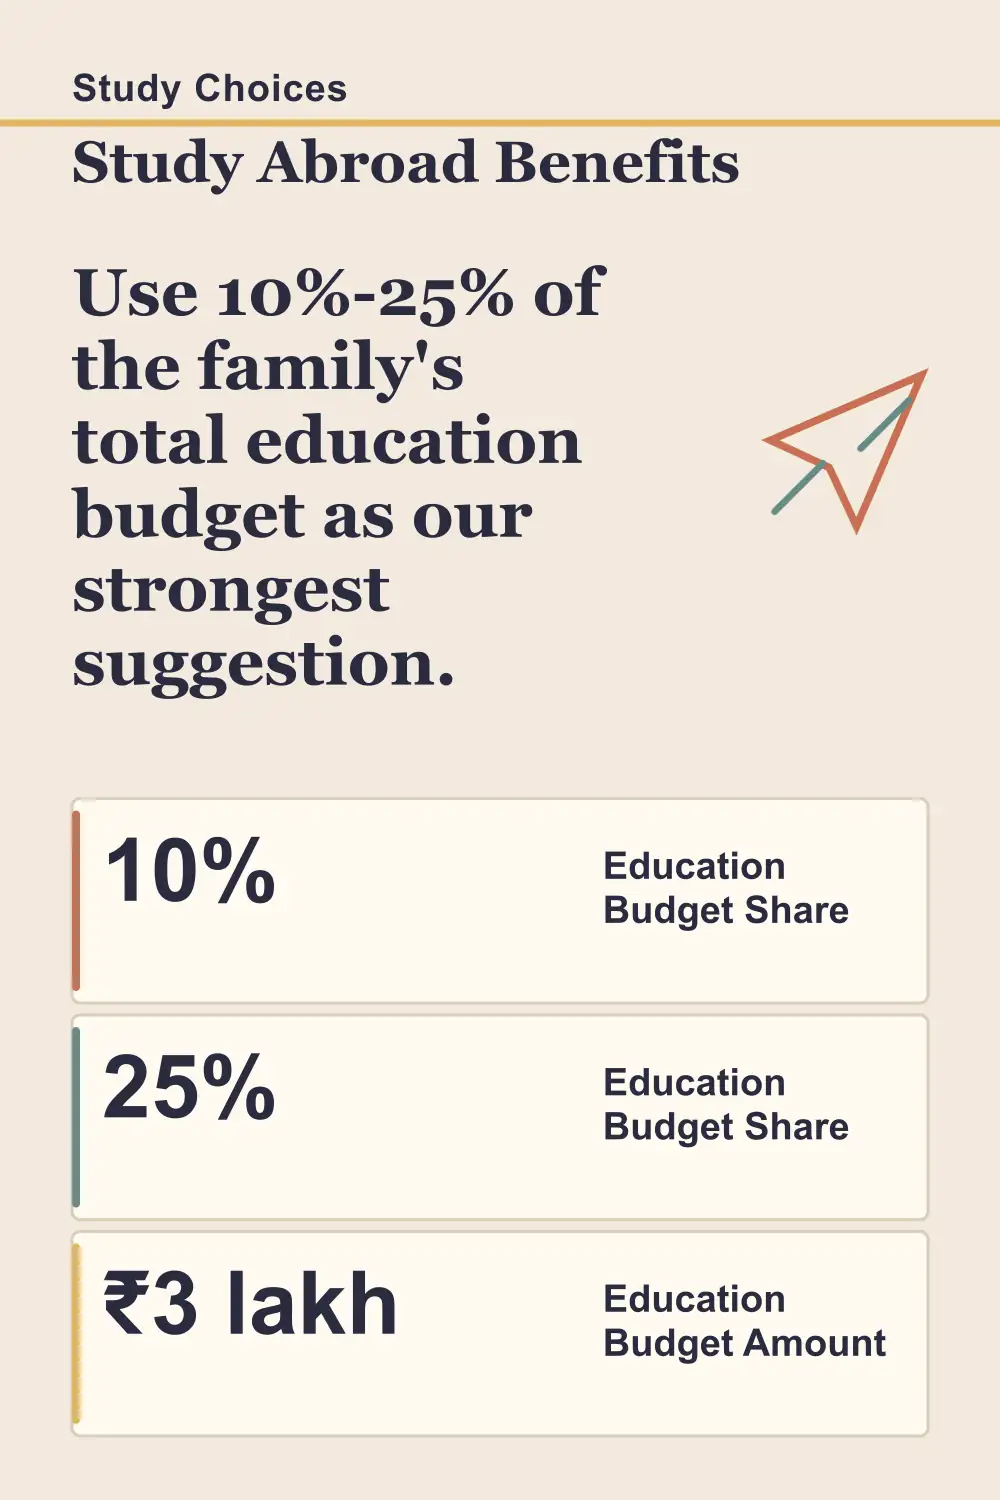 Study Choices
Study Abroad Benefits
Use 10%-25% of
the family's
total education
budget as our
strongest
suggestion.
10%
Education
Budget Share
25%
Education
Budget Share
₹3 lakh
Education
Budget Amount